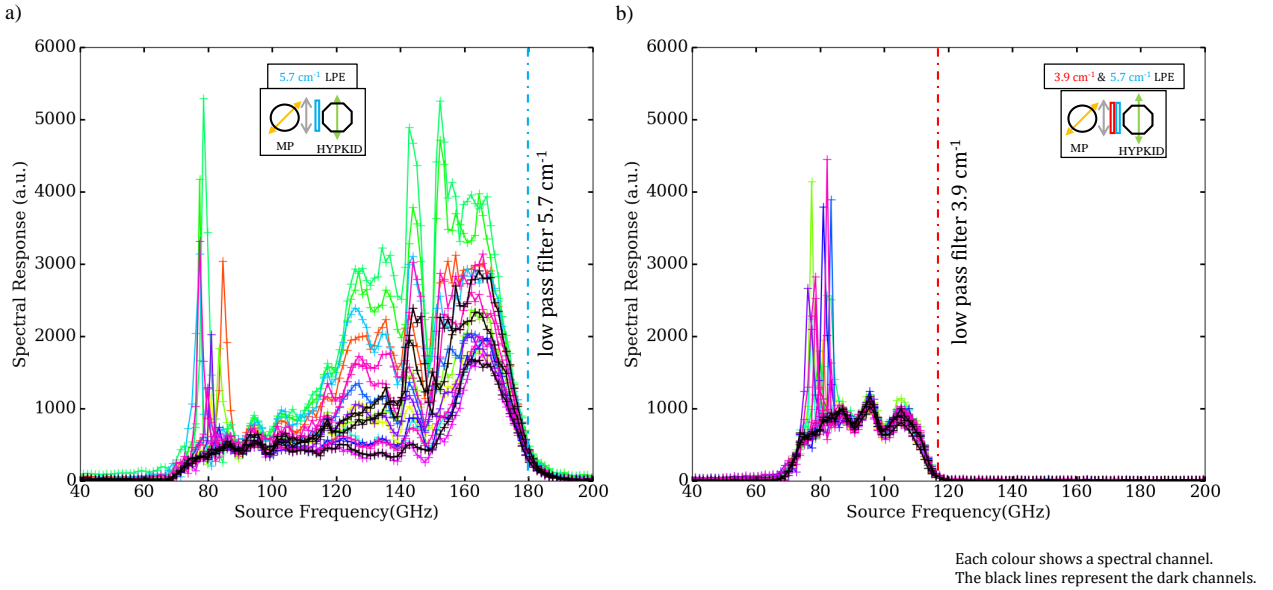 a)
6000
5000
4000
3000
2000
1000
0
Spectral Response (a.u.)
5.7 cm-1 LPE
MP
HYPKID
low pass filter 5.7 cm-1
40 60 80 100 120 140 160 180 200
Source Frequency(GHz)
b)
6000
5000
4000
3000
2000
1000
0
Spectral Response (a.u.)
3.9 cm-1 & 5.7 cm-1 LPE
MP
HYPKID
low pass filter 3.9 cm-1
40 60 80 100 120 140 160 180 200
Source Frequency(GHz)
Each colour shows a spectral channel.
The black lines represent the dark channels.